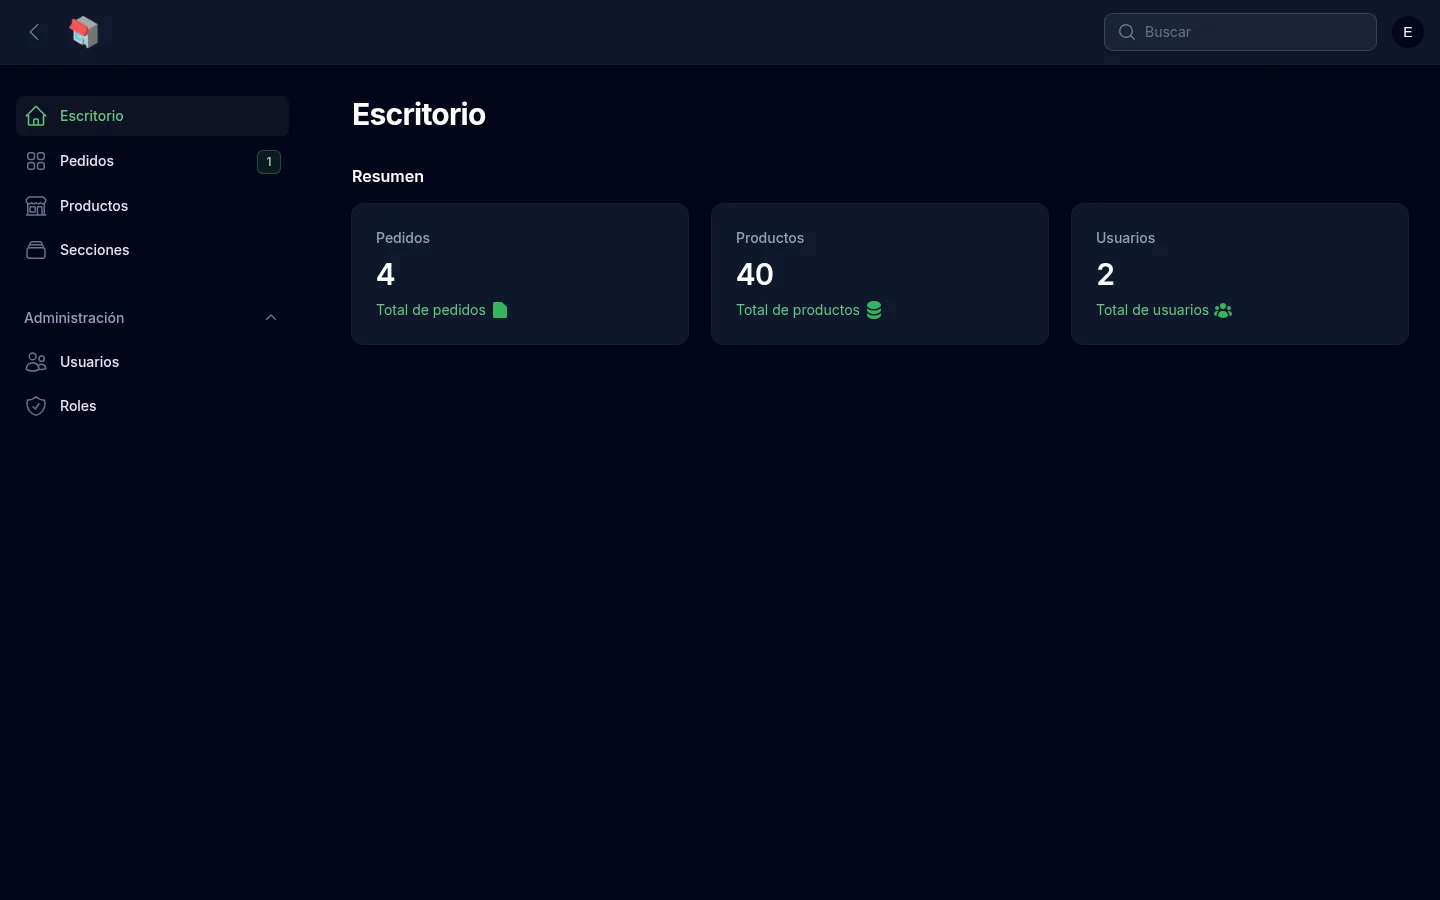 Buscar
E
Escritorio
Pedidos
1
Productos
Secciones
Administración
Usuarios
Roles
Escritorio
Resumen
Pedidos
4
Total de pedidos
Productos
40
Total de productos
Usuarios
2
Total de usuarios